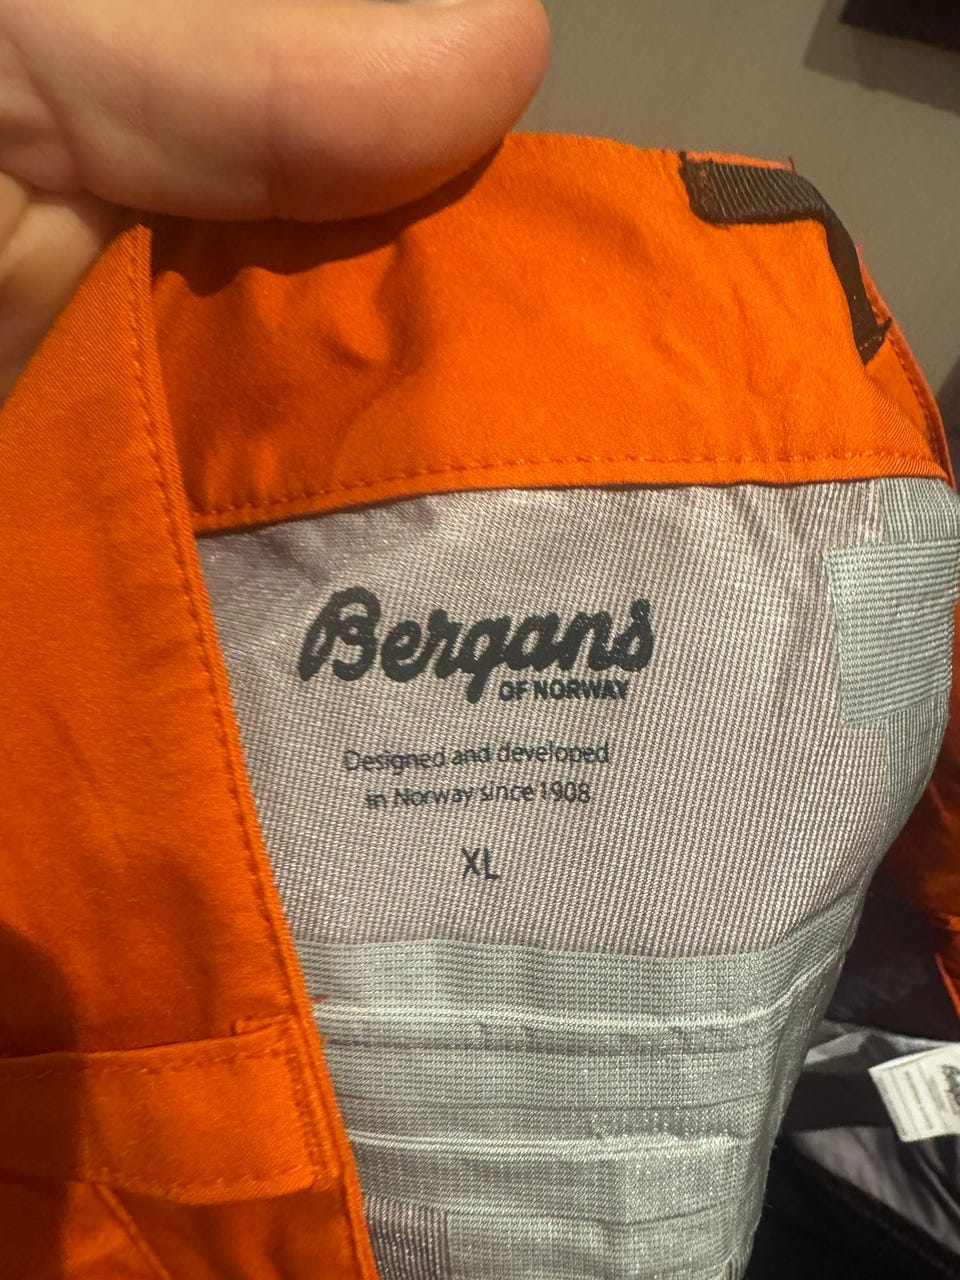 Bergans
OF NORWAY
Designed and developed
in Norway since 1908
XL